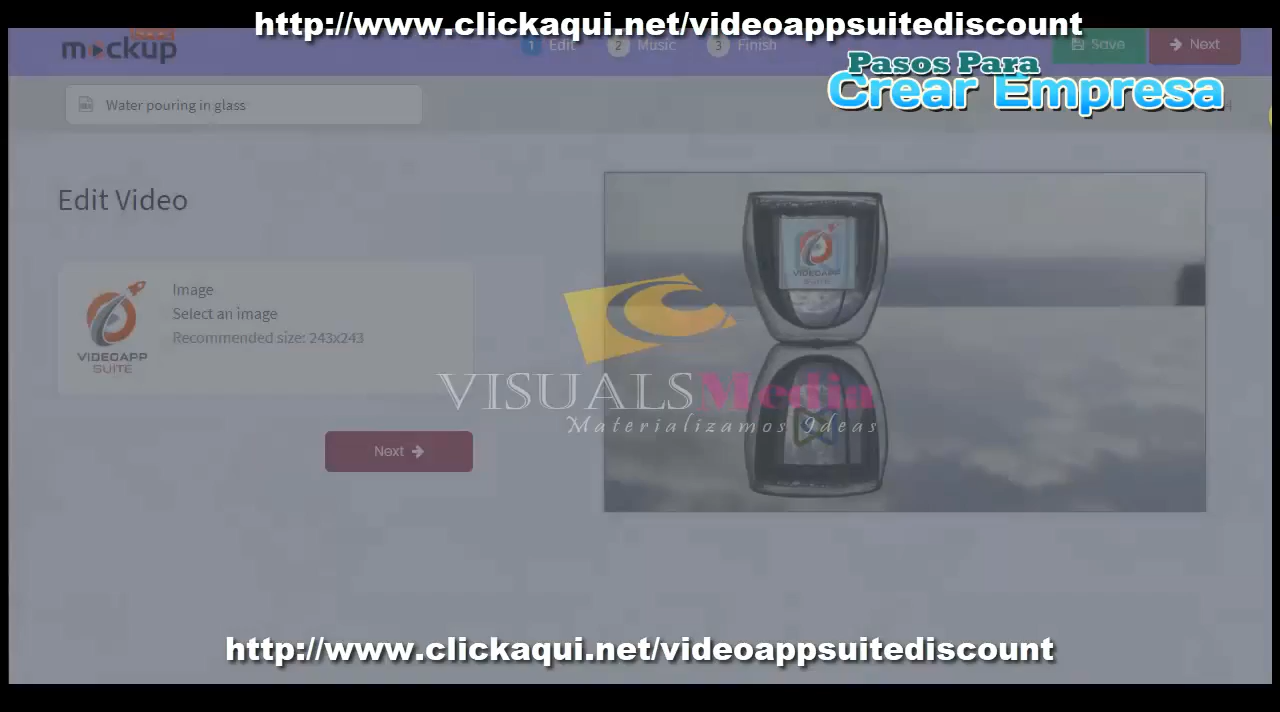 http://www.clickaqui.net/videoappsuitediscount
mockup
1 Edit 2 Music 3 Finish
Save
Next
Pasos Para
Crear Empresa
Water pouring in glass
Edit Video
VIDEOAPP
SUITE
Image
Select an image
Recommended size: 243x243
Next
VIDEOAPP
SUITE
VISUALSMedia
Materializamos Ideas
http://www.clickaqui.net/videoappsuitediscount